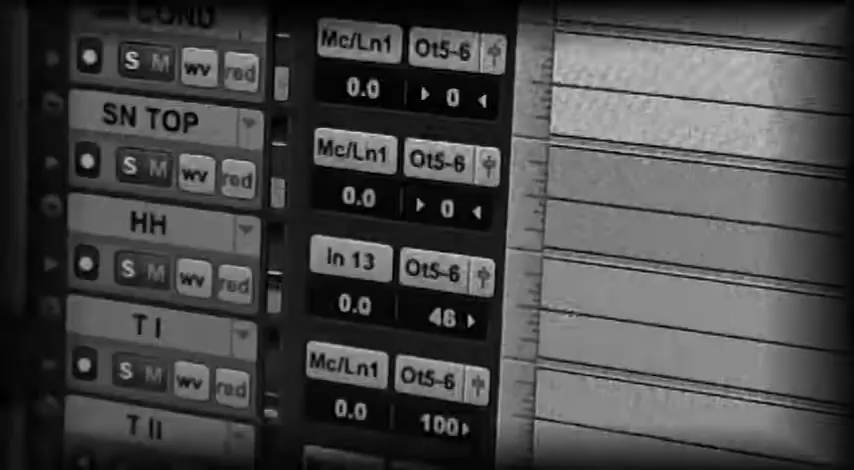 COND
S M wv red
Mc/Ln1 Ot5-6
0.0 0
SN TOP
S M wv red
Mc/Ln1 Ot5-6
0.0 0
HH
S M wv red
In 13 Ot5-6
0.0 46
T I
S M wv red
Mc/Ln1 Ot5-6
0.0 100
T II